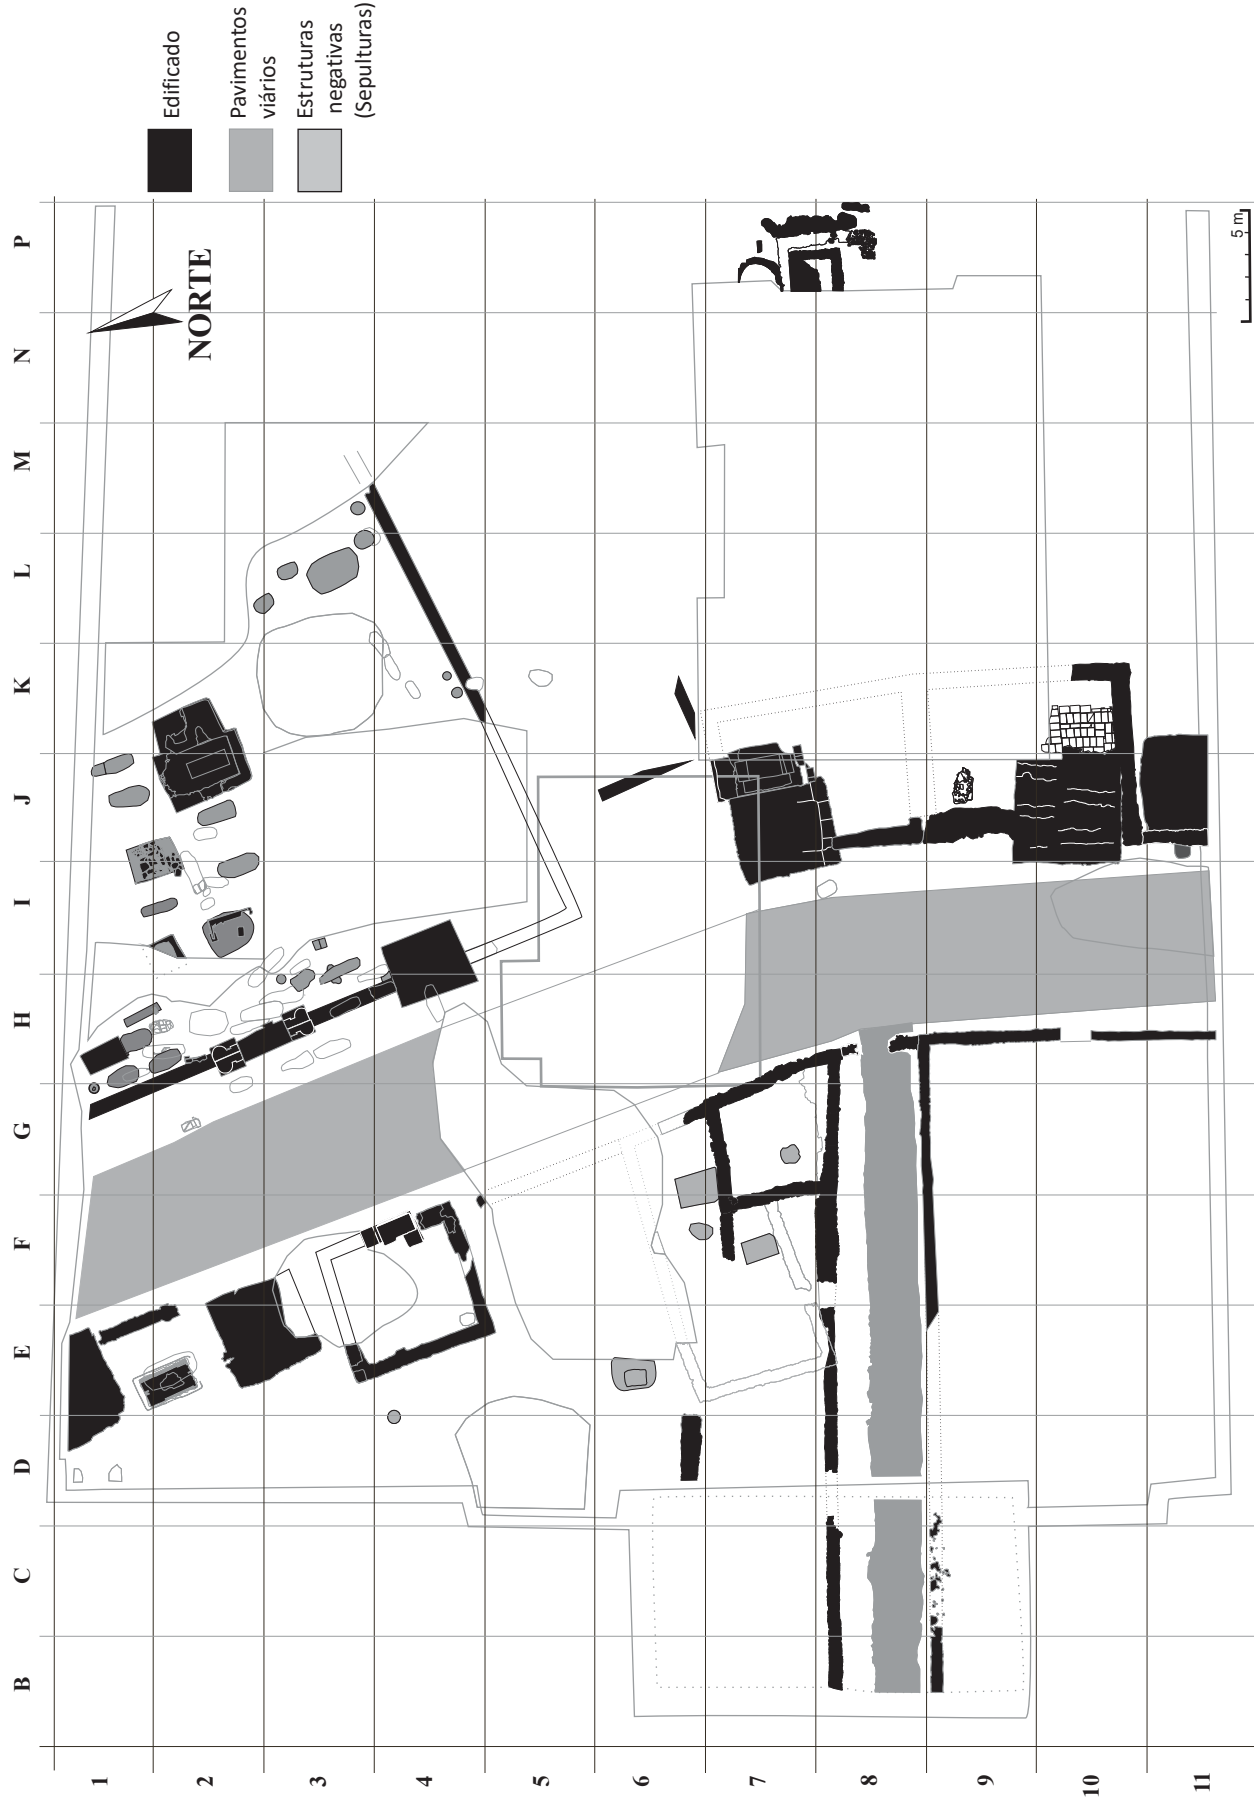 Edificado
Pavimentos
viários
Estruturas
negativas
(Sepulturas)
NORTE
5 m
B C D E F G H I J K L M N P
1
2
3
4
5
6
7
8
9
10
11